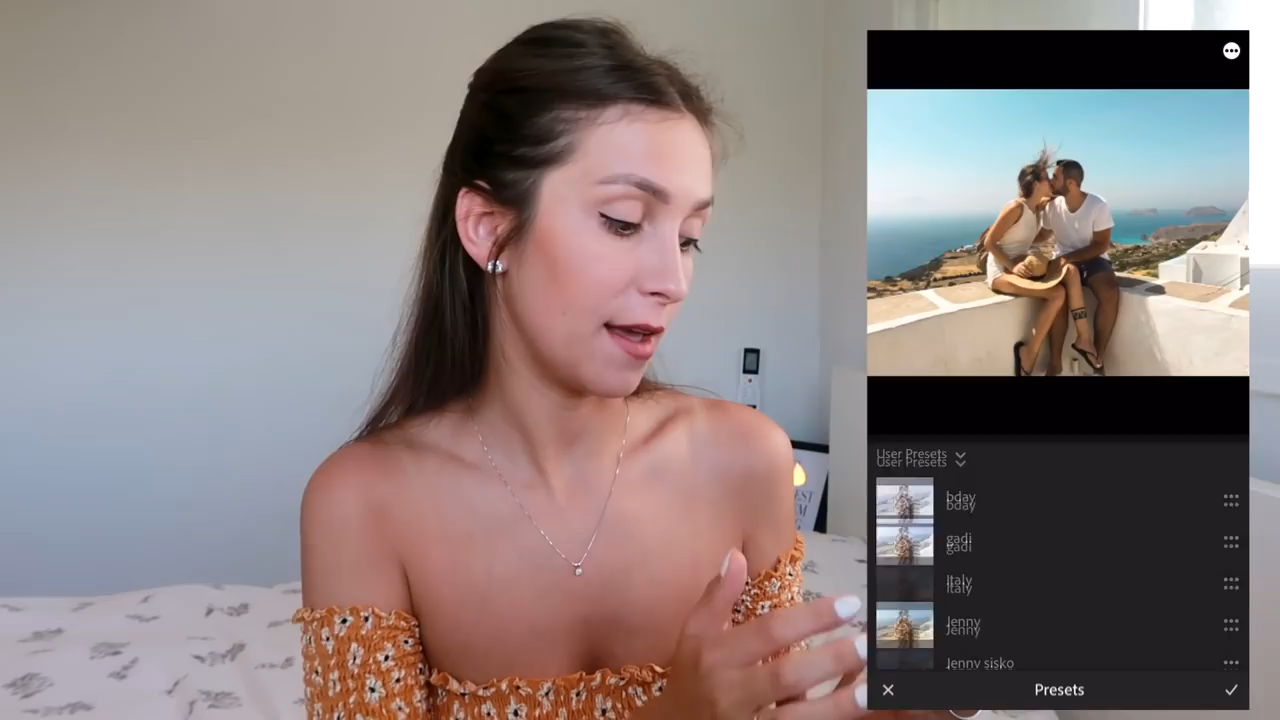 User Presets
bday
gadi
Italy
Jenny
Jenny sisko
Presets